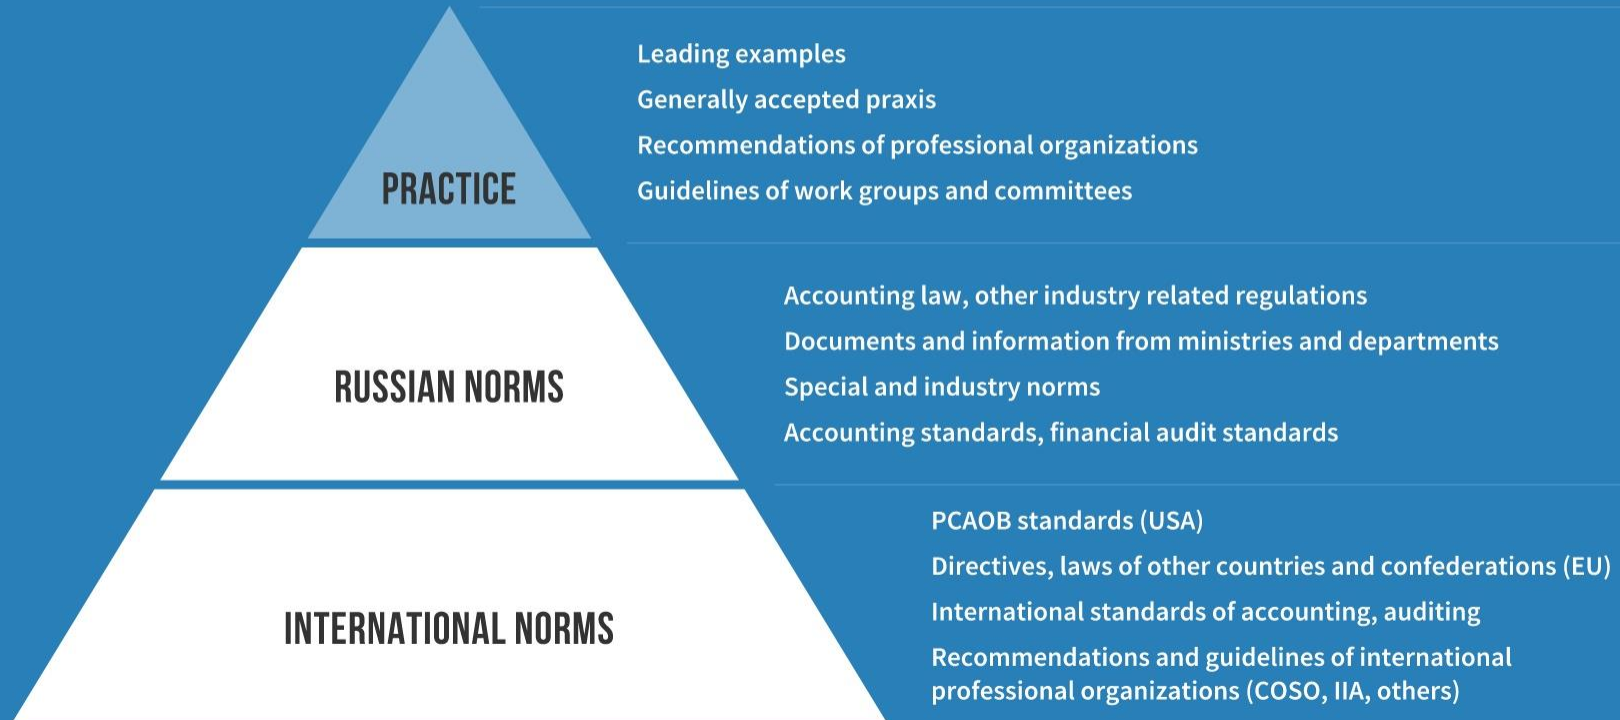 Leading examples
Generally accepted praxis
Recommendations of professional organizations
Guidelines of work groups and committees
PRACTICE
Accounting law, other industry related regulations
Documents and information from ministries and departments
Special and industry norms
Accounting standards, financial audit standards
RUSSIAN NORMS
PCAOB standards (USA)
Directives, laws of other countries and confederations (EU)
International standards of accounting, auditing
Recommendations and guidelines of international
professional organizations (COSO, IIA, others)
INTERNATIONAL NORMS